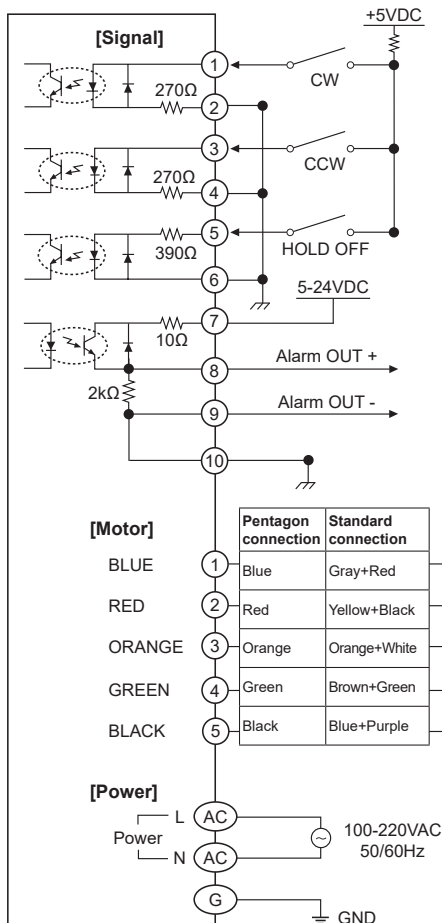 +5VDC
[Signal]
1
CW
270Ω
2
3
CCW
270Ω
4
5
390Ω
HOLD OFF
6
5-24VDC
7
10Ω
8
Alarm OUT +
2kΩ
9
Alarm OUT -
10
[Motor]
Pentagon connection
Standard connection
BLUE 1 Blue Gray+Red
RED 2 Red Yellow+Black
ORANGE 3 Orange Orange+White
GREEN 4 Green Brown+Green
BLACK 5 Black Blue+Purple
[Power]
L AC
Power
100-220VAC
50/60Hz
N AC
G
GND